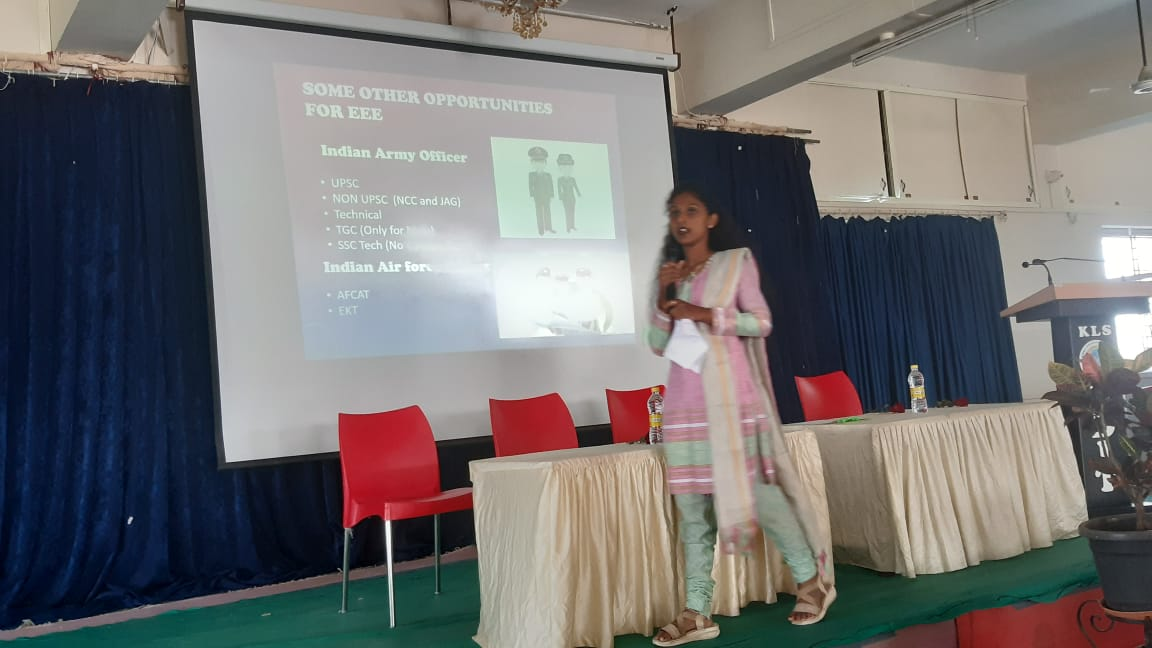 SOME OTHER OPPORTUNITIES
FOR EEE
Indian Army Officer
• UPSC
• NON UPSC (NCC and JAG)
• Technical
• TGC (Only for
• SSC Tech (No
Indian Air
• AFCAT
• EKT
KLS